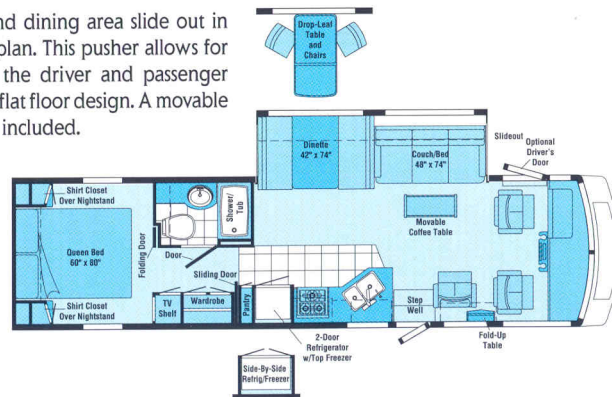 nd dining area slide out in
plan. This pusher allows for
the driver and passenger
flat floor design. A movable
included.
Drop-Leaf
Table
and
Chairs
Dinette
42" x 74"
Couch/Bed
48" x 74"
Slideout
Optional
Driver's
Door
Shirt Closet
Over Nightstand
Shower/
Tub
Movable
Coffee Table
Queen Bed
60" x 80"
Folding Door
Door
Sliding Door
Shirt Closet
Over Nightstand
TV
Shelf
Wardrobe
Pantry
Step
Well
2-Door
Refrigerator
w/Top Freezer
Fold-Up
Table
Side-By-Side
Refrig/Freezer